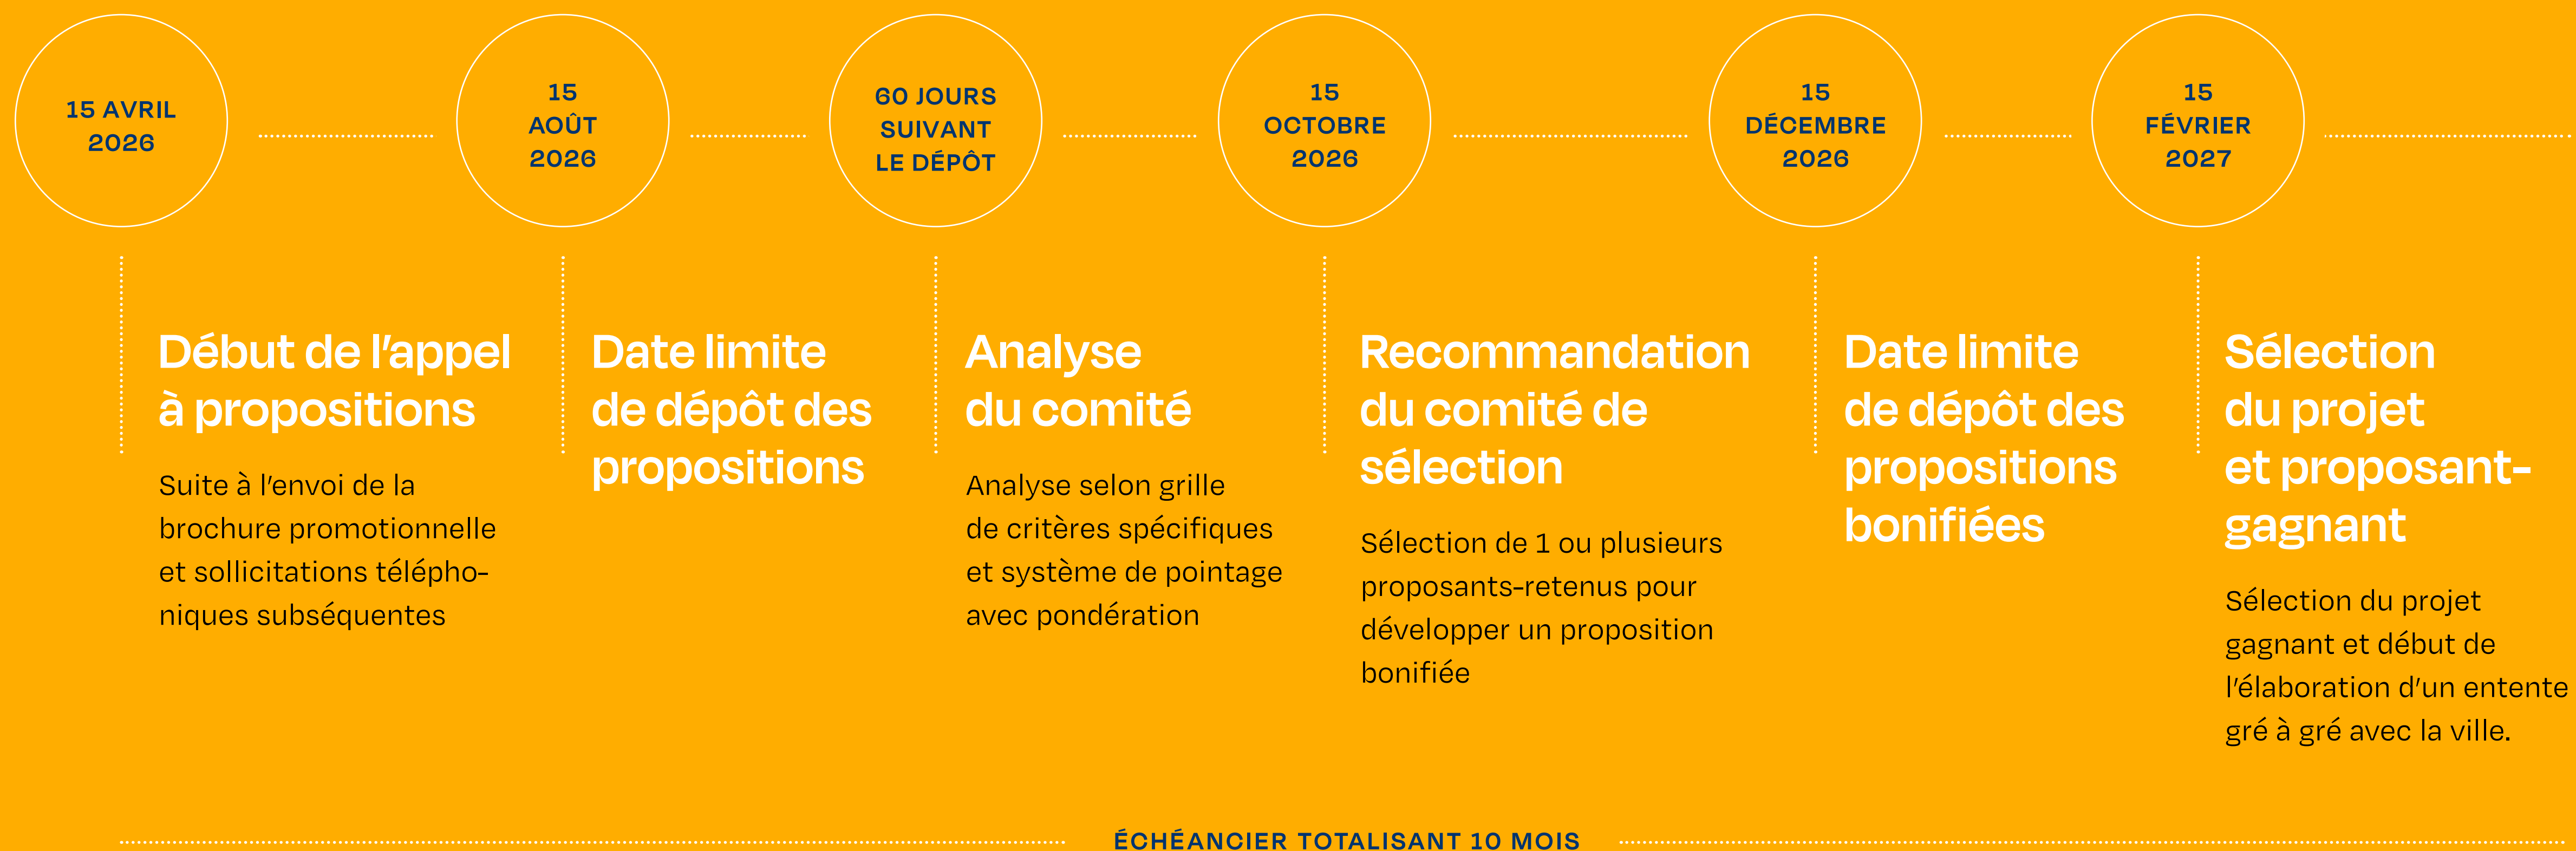 15 AVRIL
2026
15
AOÛT
2026
60 JOURS
SUIVANT
LE DÉPÔT
15
OCTOBRE
2026
15
DÉCEMBRE
2026
15
FÉVRIER
2027
Début de l’appel
à propositions
Suite à l’envoi de la
brochure promotionnelle
et sollicitations télépho-
niques subséquentes
Date limite
de dépôt des
propositions
Analyse
du comité
Analyse selon grille
de critères spécifiques
et système de pointage
avec pondération
Recommandation
du comité de
sélection
Sélection de 1 ou plusieurs
proposants-retenus pour
développer un proposition
bonifiée
Date limite
de dépôt des
propositions
bonifiées
Sélection
du projet
et proposant-
gagnant
Sélection du projet
gagnant et début de
l’élaboration d’un entente
gré à gré avec la ville.
ÉCHÉANCIER TOTALISANT 10 MOIS